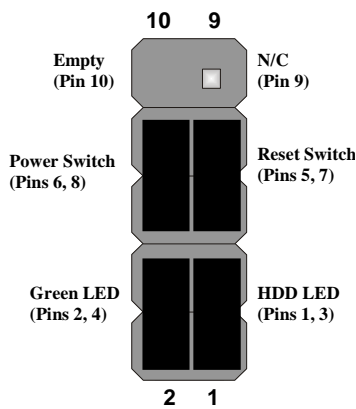 10 9
Empty
(Pin 10)
N/C
(Pin 9)
Power Switch
(Pins 6, 8)
Reset Switch
(Pins 5, 7)
Green LED
(Pins 2, 4)
HDD LED
(Pins 1, 3)
2 1